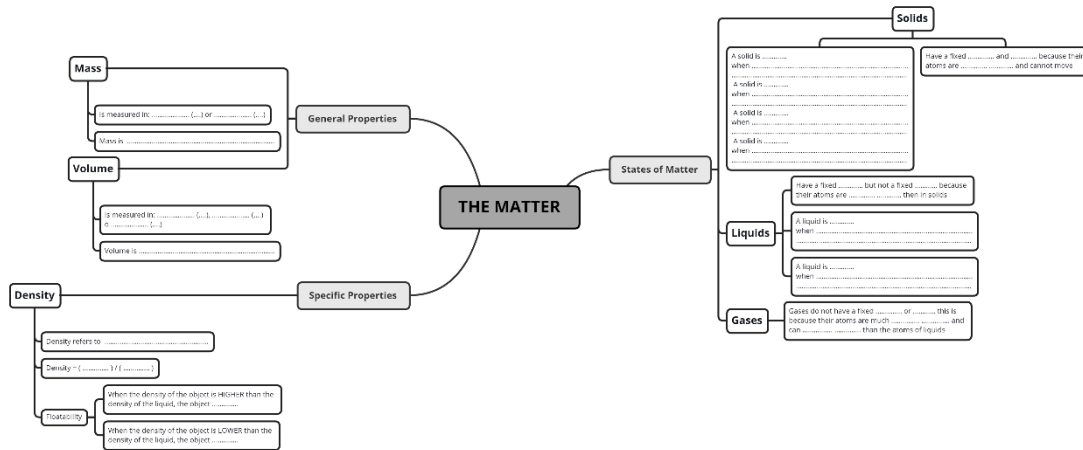 THE MATTER
General Properties
Mass
Is measured in: .................. (....) or .................. (....)
Mass is ......................................................................
Volume
Is measured in: .................. (....), .................. (....)
o .................. (....)
Volume is .................................................................
Specific Properties
Density
Density refers to .................................................
Density = ( ............. ) / ( ............. )
Floatability
When the density of the object is HIGHER than the
density of the liquid, the object .............
When the density of the object is LOWER than the
density of the liquid, the object .............
States of Matter
Solids
A solid is ............
when ..........................................................................
....................................................................................
A solid is ............
when ..........................................................................
....................................................................................
A solid is ............
when ..........................................................................
....................................................................................
A solid is ............
when ..........................................................................
....................................................................................
Have a fixed ............. and ............. because their
atoms are ............. ............. and cannot move
Liquids
Have a fixed ............ but not a fixed ........... because
their atoms are ............. ............ then in solids
A liquid is ............
when ..........................................................................
....................................................................................
A liquid is ............
when ..........................................................................
....................................................................................
Gases
Gases do not have a fixed ............ or ........... this is
because their atoms are much ............. ............. and
can .............. ............. than the atoms of liquids